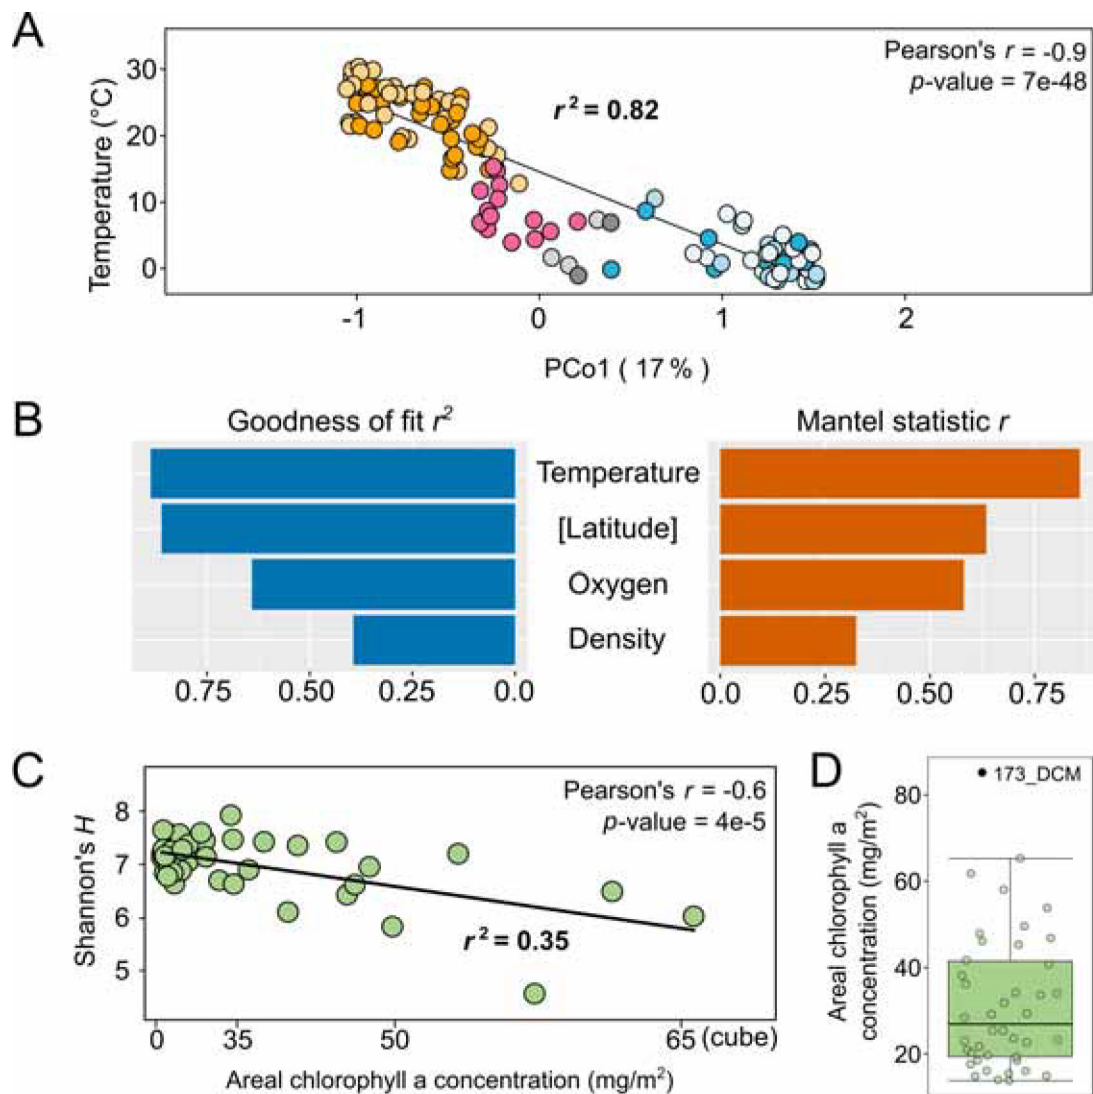 A
Pearson's r = -0.9
p-value = 7e-48
r² = 0.82
Temperature (°C)
30
20
10
0
-1
0
1
2
PCo1 ( 17 % )
B
Goodness of fit r²
Mantel statistic r
Temperature
[Latitude]
Oxygen
Density
0.75
0.50
0.25
0.0
0.0
0.25
0.50
0.75
C
Pearson's r = -0.6
p-value = 4e-5
Shannon's H
8
7
6
5
r² = 0.35
0
35
50
65 (cube)
Areal chlorophyll a concentration (mg/m²)
D
173_DCM
Areal chlorophyll a
concentration (mg/m²)
80
60
40
20